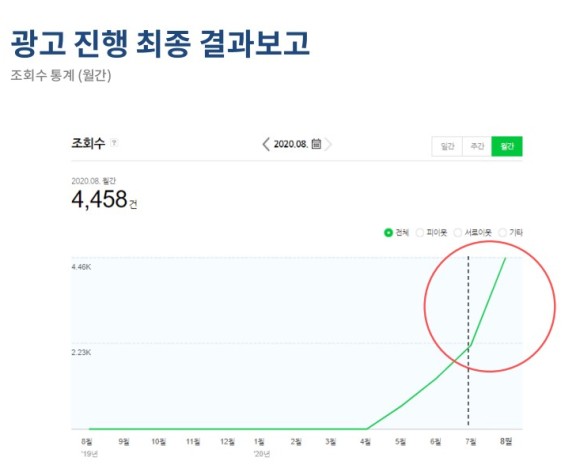 광고 진행 최종 결과보고
조회수 통계 (월간)
조회수 ?
2020.08.
일간 주간 월간
2020.08. 월간
4,458건
전체 피이웃 서로이웃 기타
4.46K
2.23K
8월 9월 10월 11월 12월 1월 2월 3월 4월 5월 6월 7월 8월
'19년 '20년